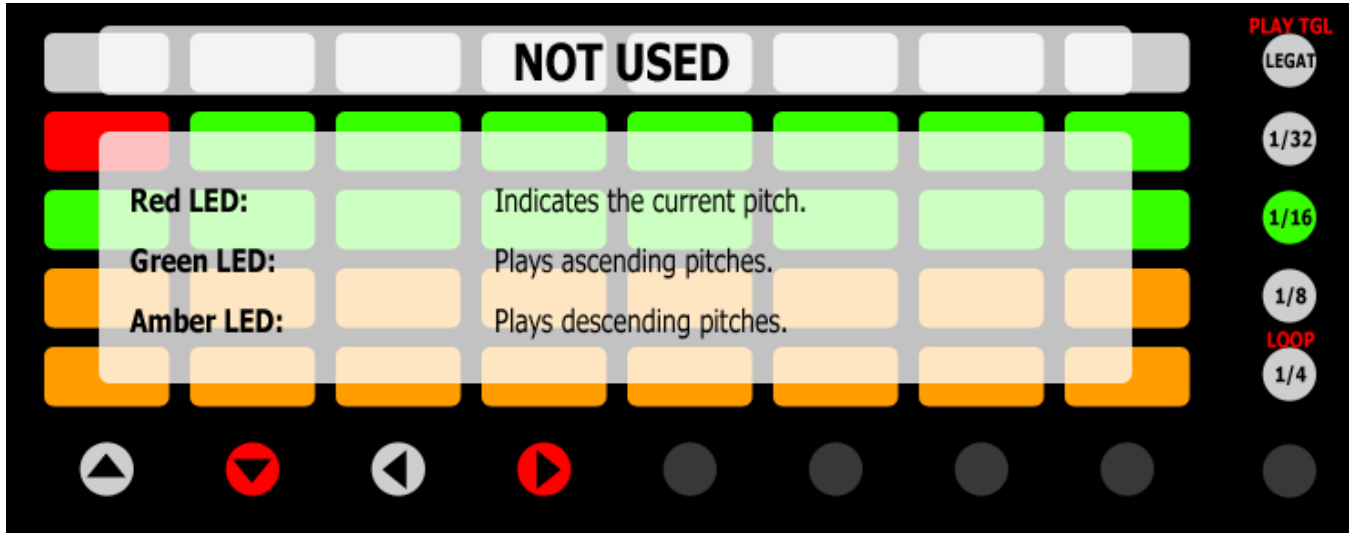 PLAY TGL
NOT USED
LEGAT
1/32
Red LED: Indicates the current pitch.
1/16
Green LED: Plays ascending pitches.
1/8
Amber LED: Plays descending pitches.
LOOP
1/4